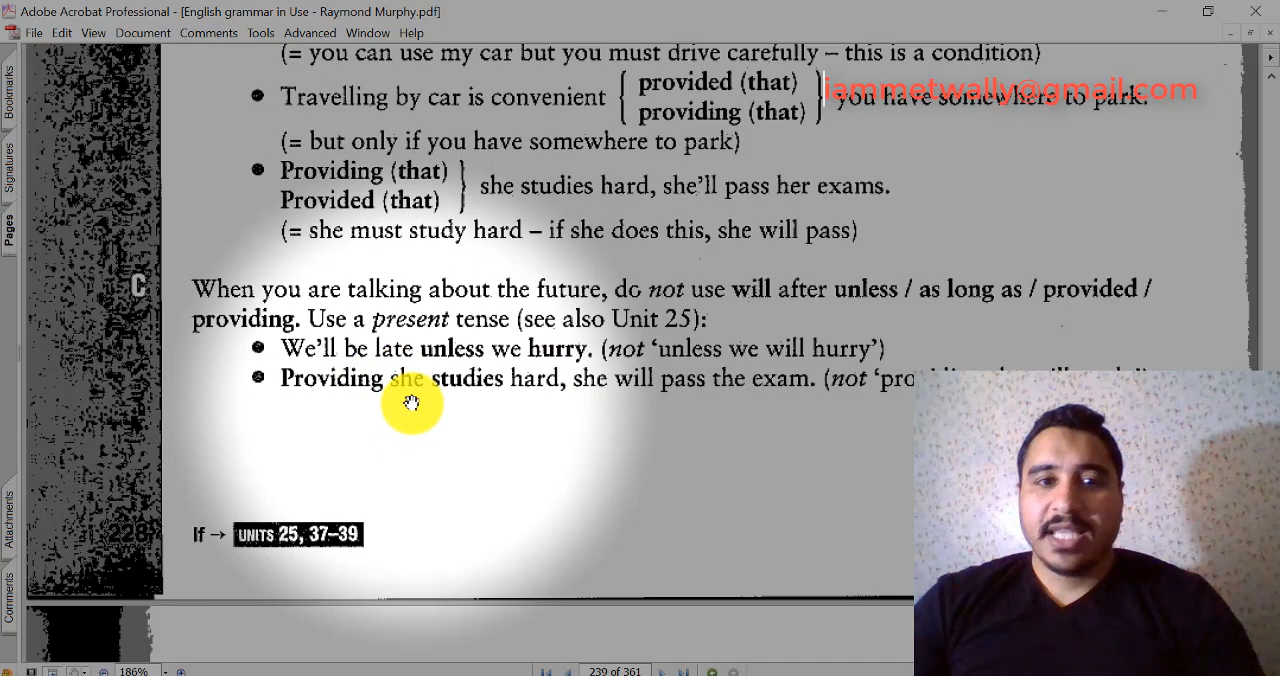 Adobe Acrobat Professional - [English grammar in Use - Raymond Murphy.pdf]
File Edit View Document Comments Tools Advanced Window Help
(= you can use my car but you must drive carefully – this is a condition)
• Travelling by car is convenient { provided (that) providing (that) } you have somewhere to park.
iammetwally@gmail.com
(= but only if you have somewhere to park)
• Providing (that) Provided (that) } she studies hard, she'll pass her exams.
(= she must study hard – if she does this, she will pass)
C
When you are talking about the future, do not use will after unless / as long as / provided /
providing. Use a present tense (see also Unit 25):
• We'll be late unless we hurry. (not 'unless we will hurry')
• Providing she studies hard, she will pass the exam. (not
228
If → UNITS 25, 37–39
Bookmarks
Signatures
Pages
Attachments
Comments
186%
239 of 361